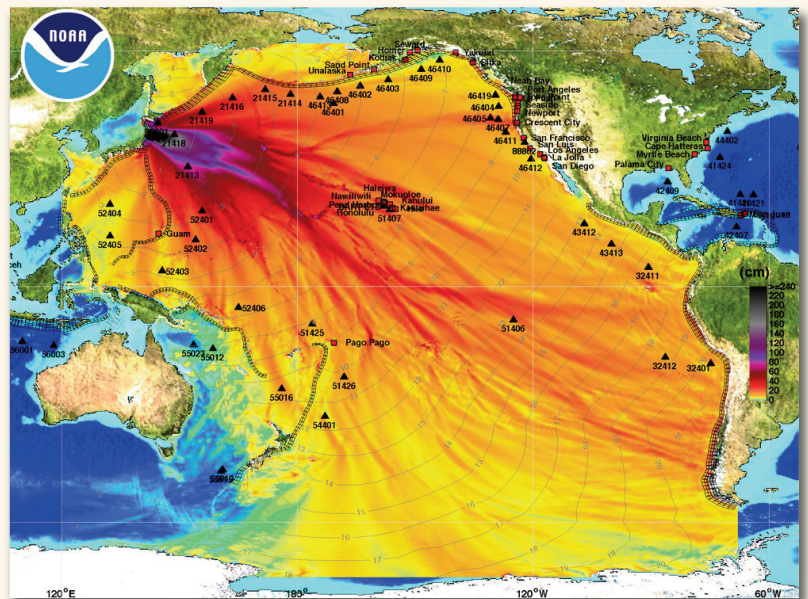 NOAA
Seward
Homer
Kodiak
Sand Point
Unalaska
Yakutat
Sitka
46410
46409
46403
46402
46408
46413
46401
21414
21415
21416
21419
21418
21413
46419
46404
46405
46407
46411
46412
Neah Bay
Port Angeles
Seaside
Newport
Crescent City
San Francisco
San Luis
Los Angeles
La Jolla
San Diego
Virginia Beach
Cape Hatteras
Myrtle Beach
Palama City
44402
41424
42409
41421
42407
52404
52405
52401
52402
52403
52406
Guam
Haleiwa
Mokuoloe
Nawiliwili
Kahului
Honolulu
51407
43412
43413
32411
32412
32401
51406
51425
51426
Pago Pago
54401
55016
55023
55012
56001
56003
(cm)
>=240
220
200
180
160
140
120
100
80
60
40
20
0
120°E
180°
120°W
60°W